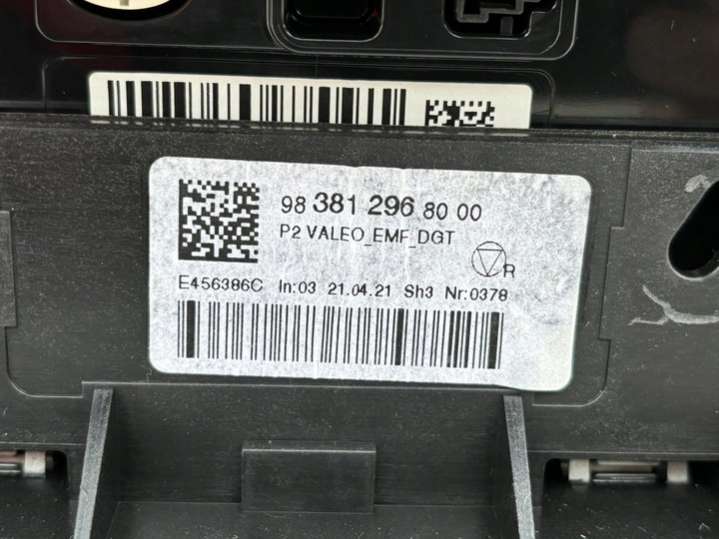 98 381 296 80 00
P2 VALEO_EMF_DGT
R
E456386C In:03 21.04.21 Sh3 Nr:0378